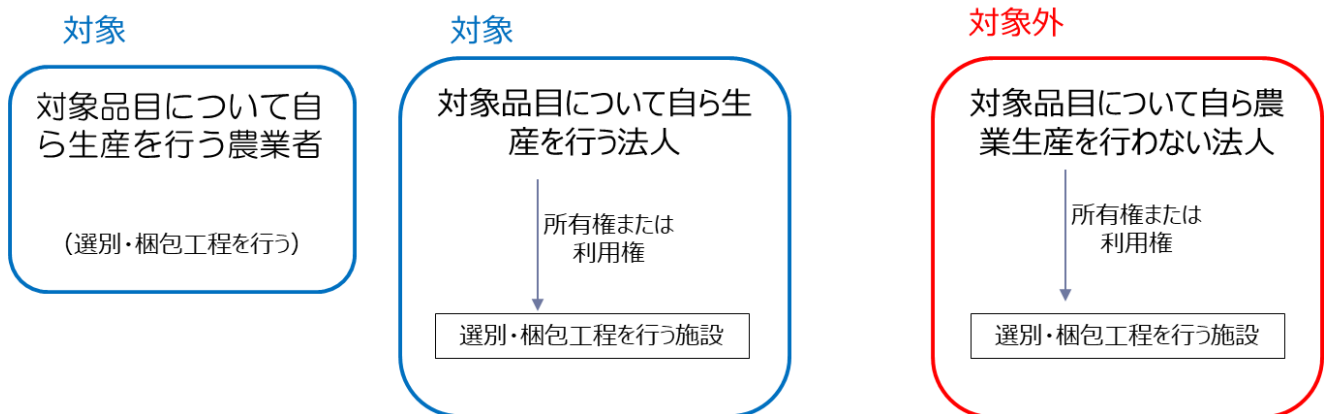 対象
対象品目について自
ら生産を行う農業者
（選別・梱包工程を行う）
対象
対象品目について自ら生
産を行う法人
所有権または
利用権
選別・梱包工程を行う施設
対象外
対象品目について自ら農
業生産を行わない法人
所有権または
利用権
選別・梱包工程を行う施設